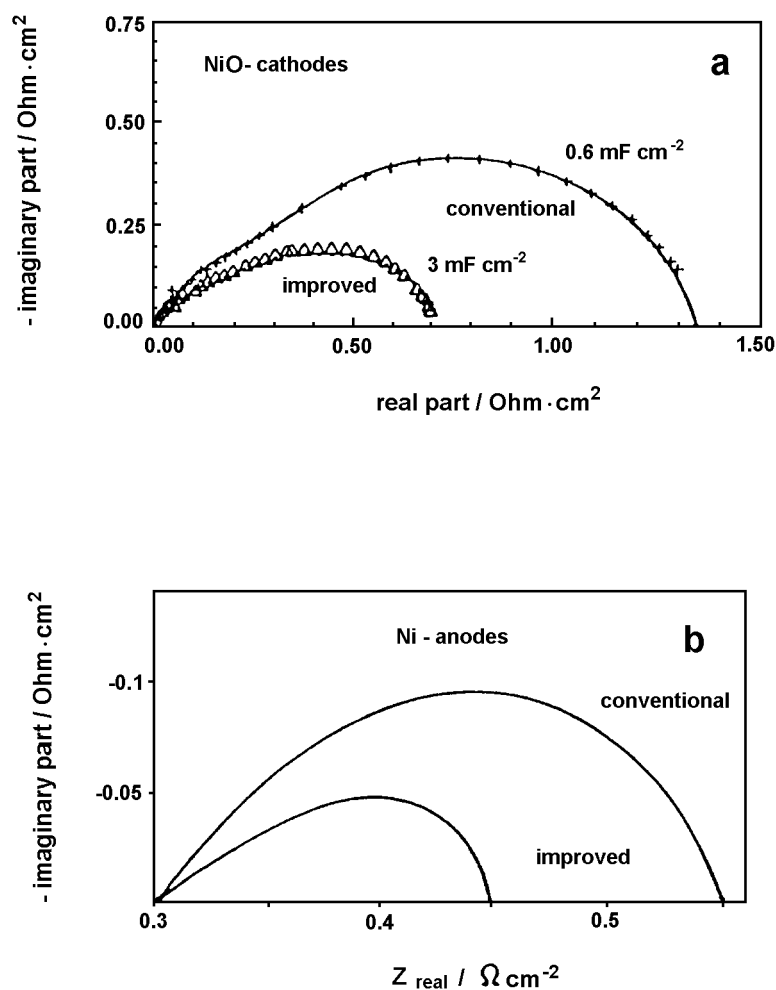 0.75
NiO- cathodes
a
0.50
0.6 mF cm-2
conventional
0.25
3 mF cm-2
improved
0.00
0.00 0.50 1.00 1.50
- imaginary part / Ohm·cm2
real part / Ohm·cm2
Ni - anodes
b
-0.1
conventional
-0.05
improved
0.3 0.4 0.5
- imaginary part / Ohm·cm2
Z real / Ω cm-2